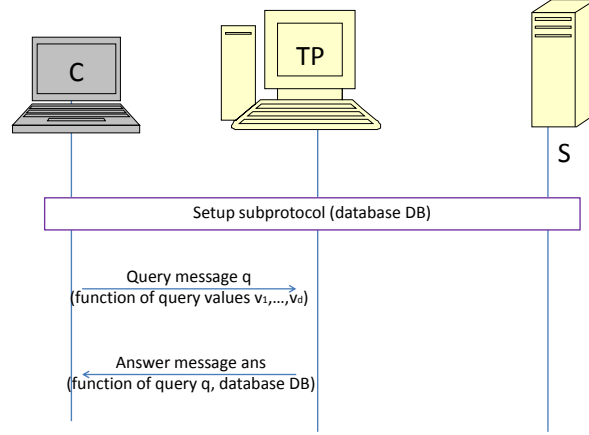 C
TP
S
Setup subprotocol (database DB)
Query message q
(function of query values v₁,…,v_d)
Answer message ans
(function of query q, database DB)